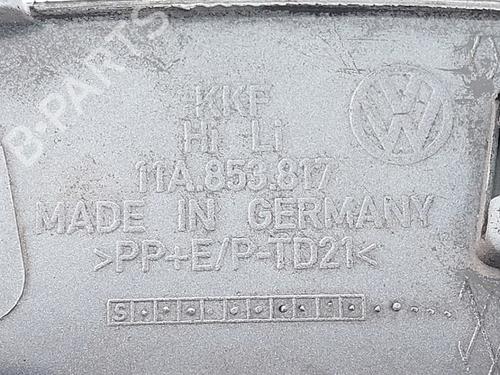 B-PARTS
KKF
Hi Li
11A.853.817
MADE IN GERMANY
>PP+E/P-TD21<
S